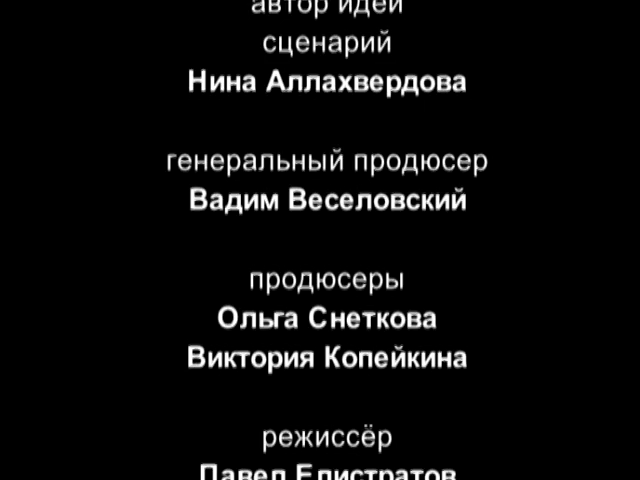 автор идеи
сценарий
Нина Аллахвердова
генеральный продюсер
Вадим Веселовский
продюсеры
Ольга Снеткова
Виктория Копейкина
режиссёр
Павел Елистратов